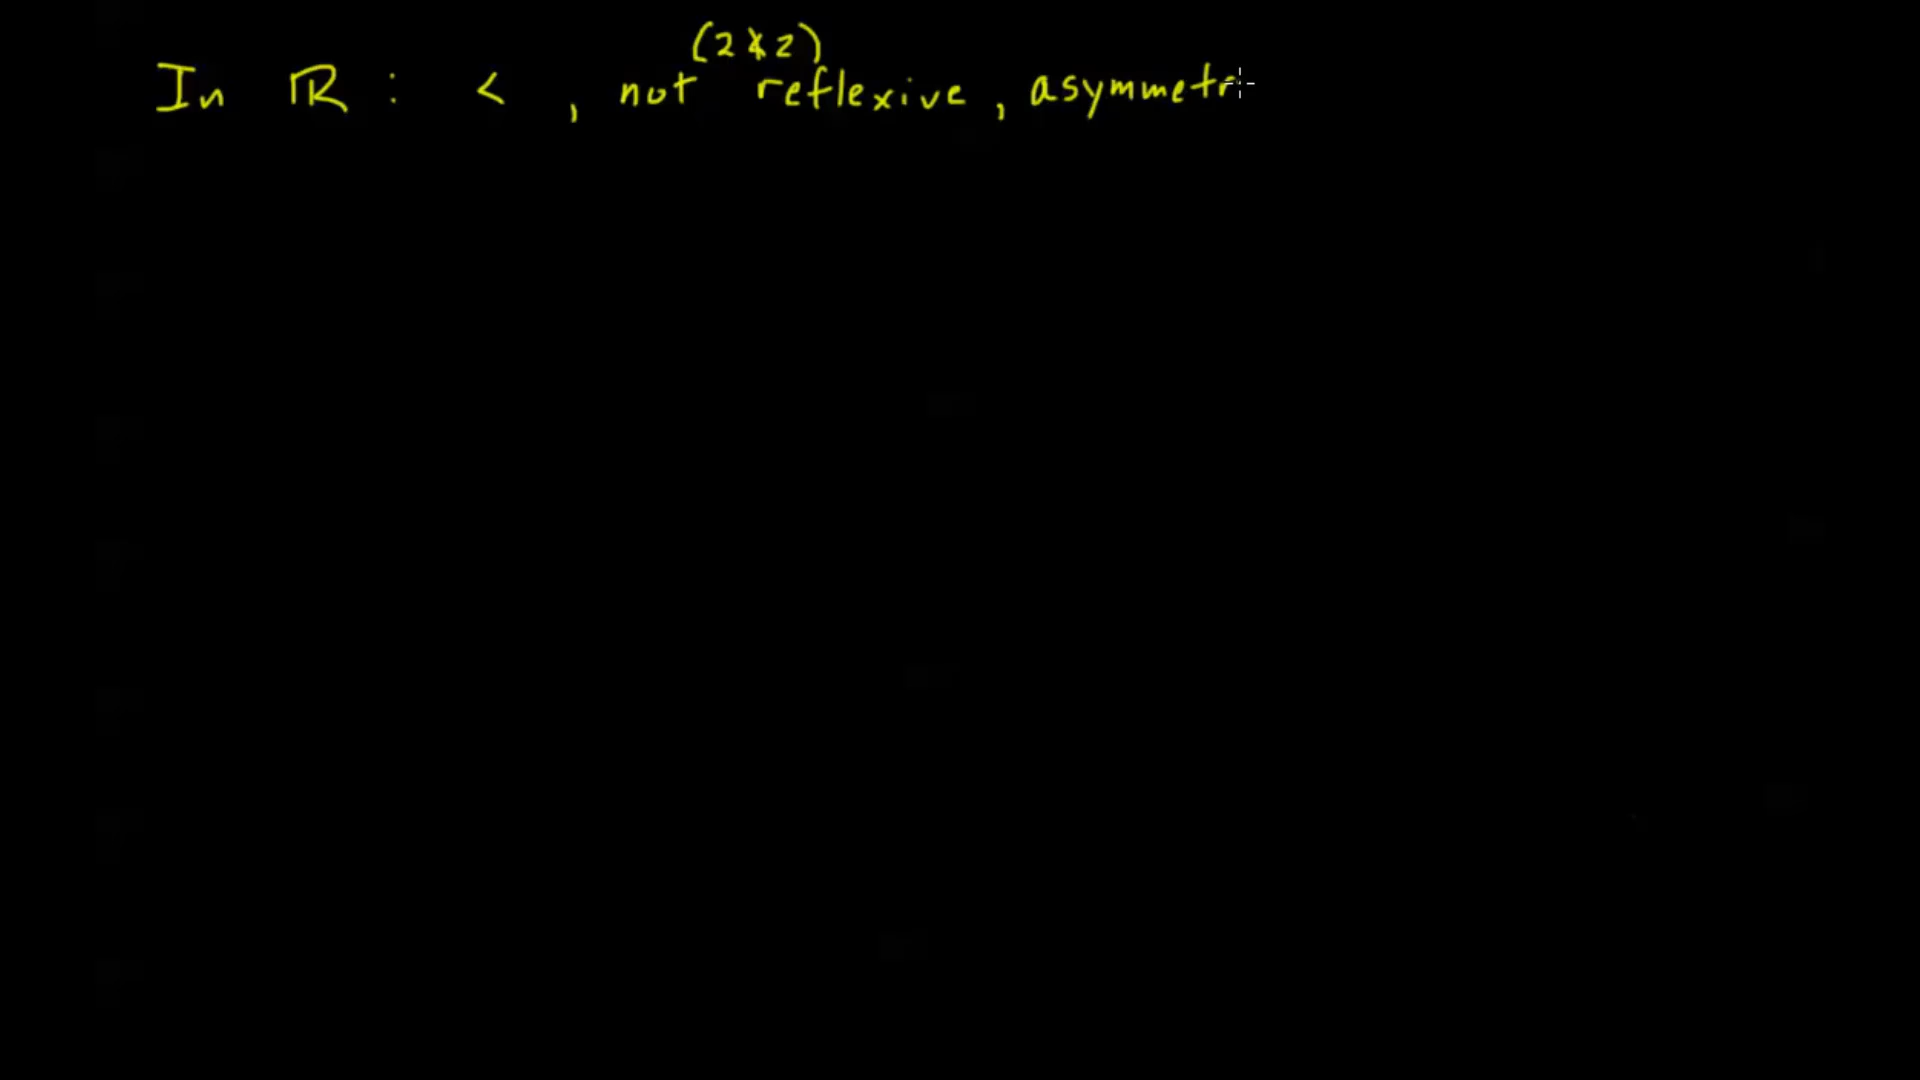 (2≮2)
In ℝ : < , not reflexive, asymmetr